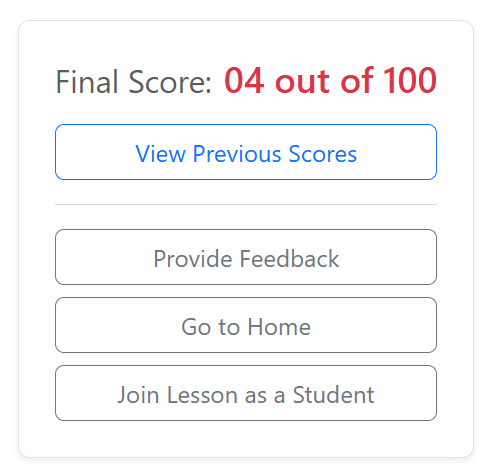 Final Score: 04 out of 100
View Previous Scores
Provide Feedback
Go to Home
Join Lesson as a Student